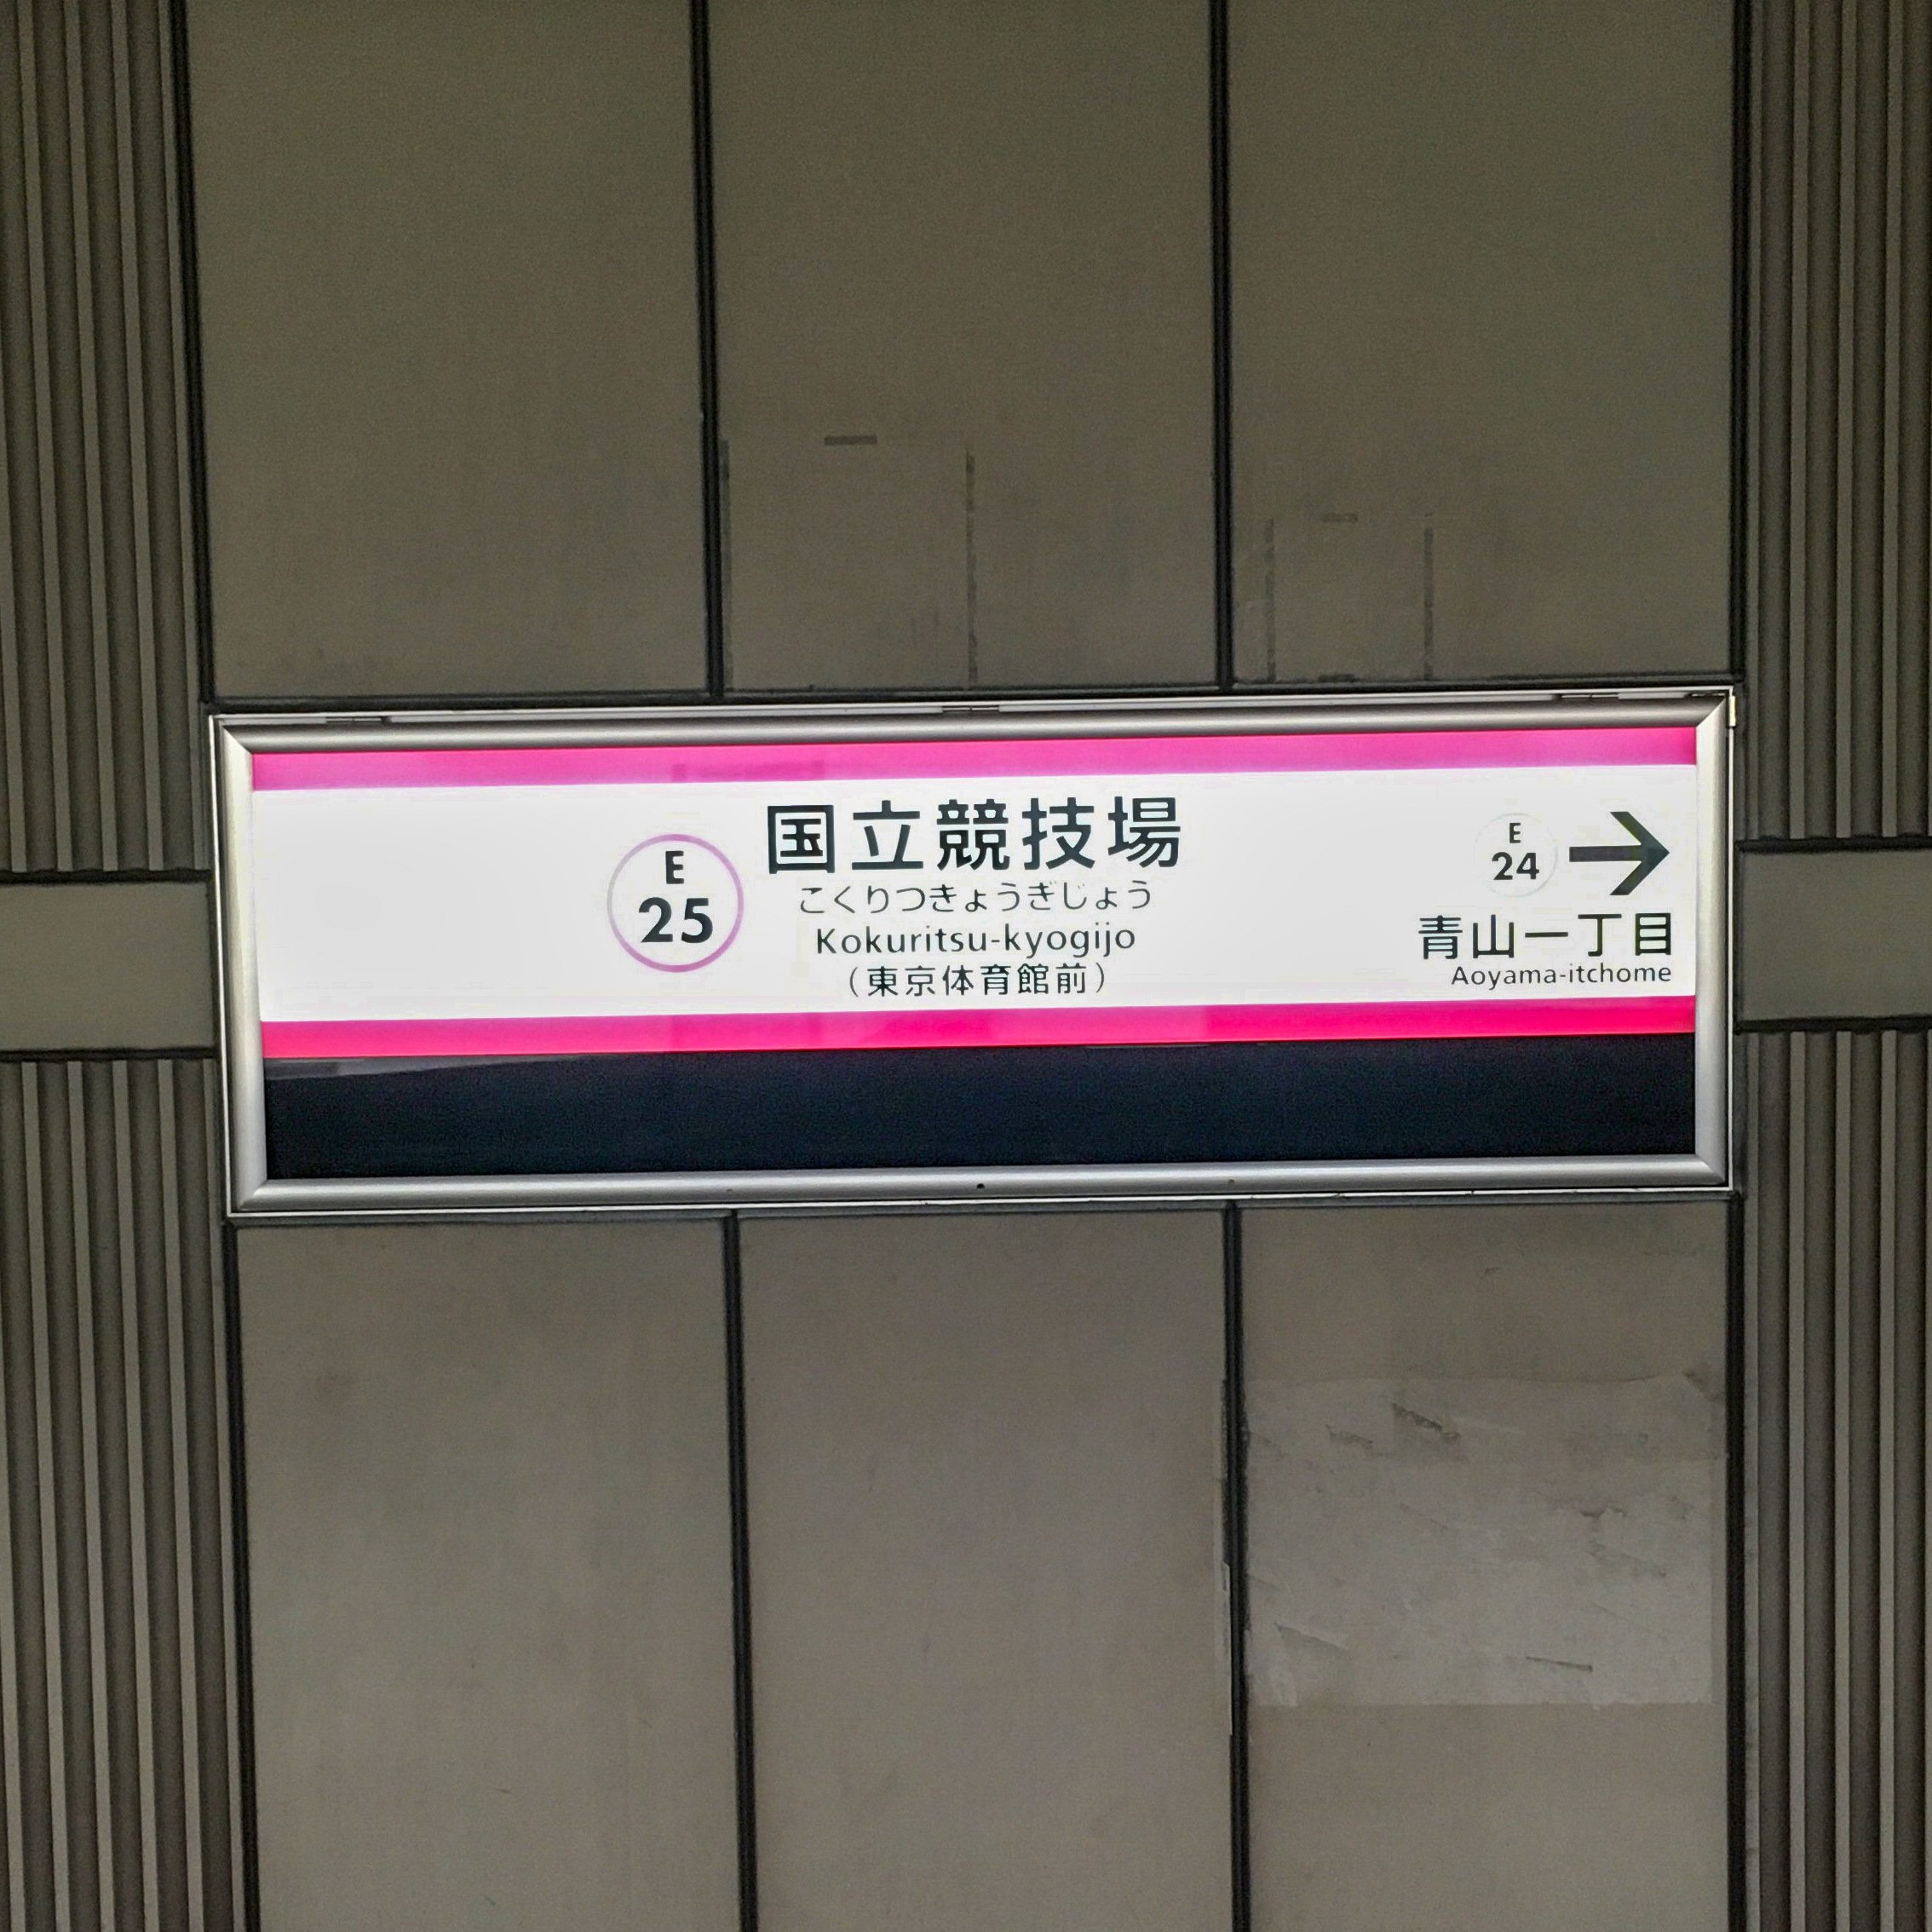 E
25
国立競技場
こくりつきょうぎじょう
Kokuritsu-kyogijo
（東京体育館前）
E
24
→
青山一丁目
Aoyama-itchome